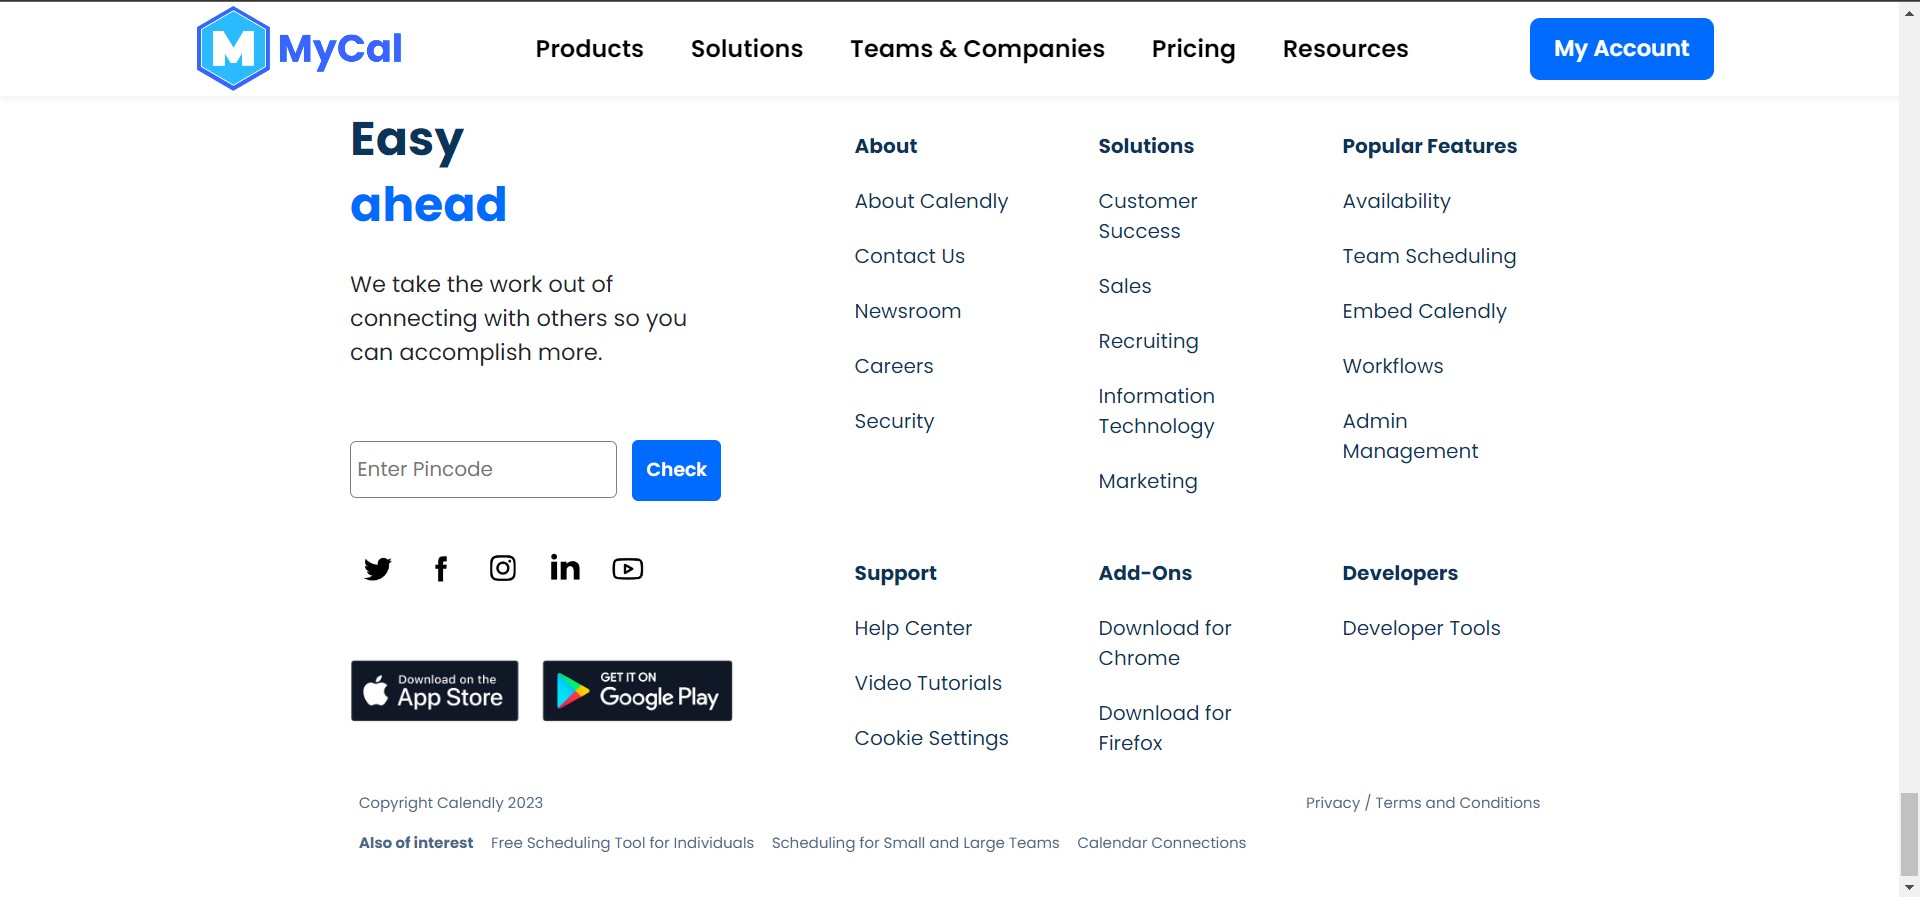 M MyCal
Products Solutions Teams & Companies Pricing Resources My Account
Easy
ahead
We take the work out of
connecting with others so you
can accomplish more.
Enter Pincode Check
Download on the
App Store
GET IT ON
Google Play
About
About Calendly
Contact Us
Newsroom
Careers
Security
Solutions
Customer
Success
Sales
Recruiting
Information
Technology
Marketing
Popular Features
Availability
Team Scheduling
Embed Calendly
Workflows
Admin
Management
Support
Help Center
Video Tutorials
Cookie Settings
Add-Ons
Download for
Chrome
Download for
Firefox
Developers
Developer Tools
Copyright Calendly 2023
Privacy / Terms and Conditions
Also of interest Free Scheduling Tool for Individuals Scheduling for Small and Large Teams Calendar Connections